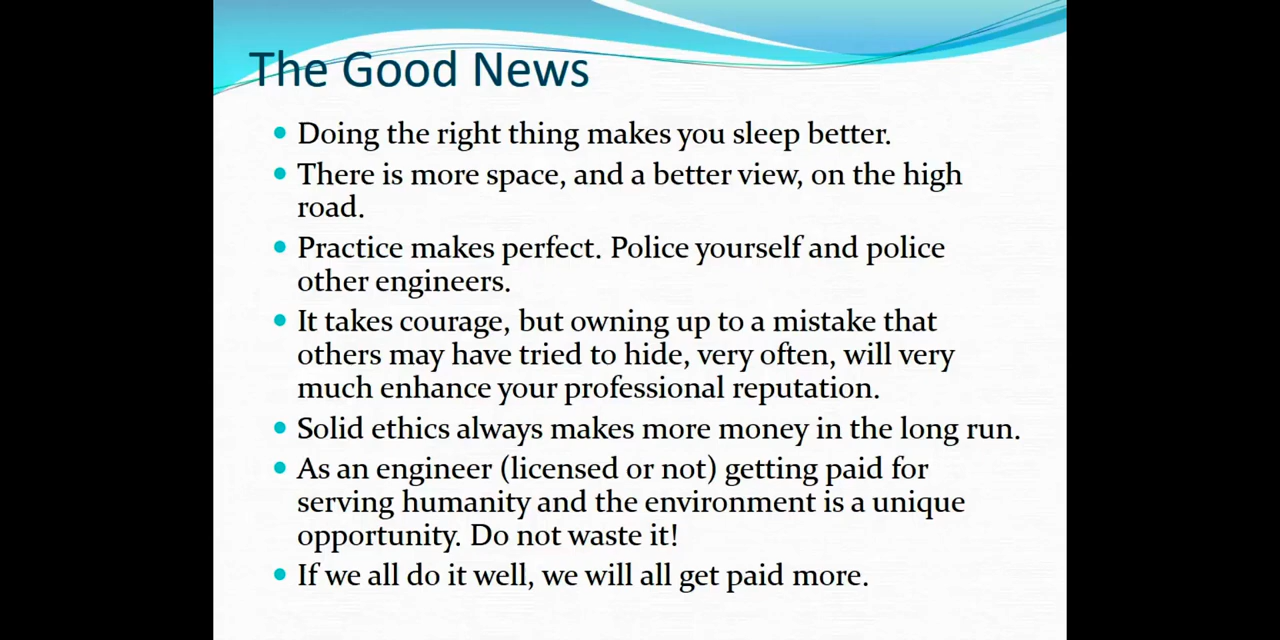 The Good News
Doing the right thing makes you sleep better.
There is more space, and a better view, on the high
road.
Practice makes perfect. Police yourself and police
other engineers.
It takes courage, but owning up to a mistake that
others may have tried to hide, very often, will very
much enhance your professional reputation.
Solid ethics always makes more money in the long run.
As an engineer (licensed or not) getting paid for
serving humanity and the environment is a unique
opportunity. Do not waste it!
If we all do it well, we will all get paid more.